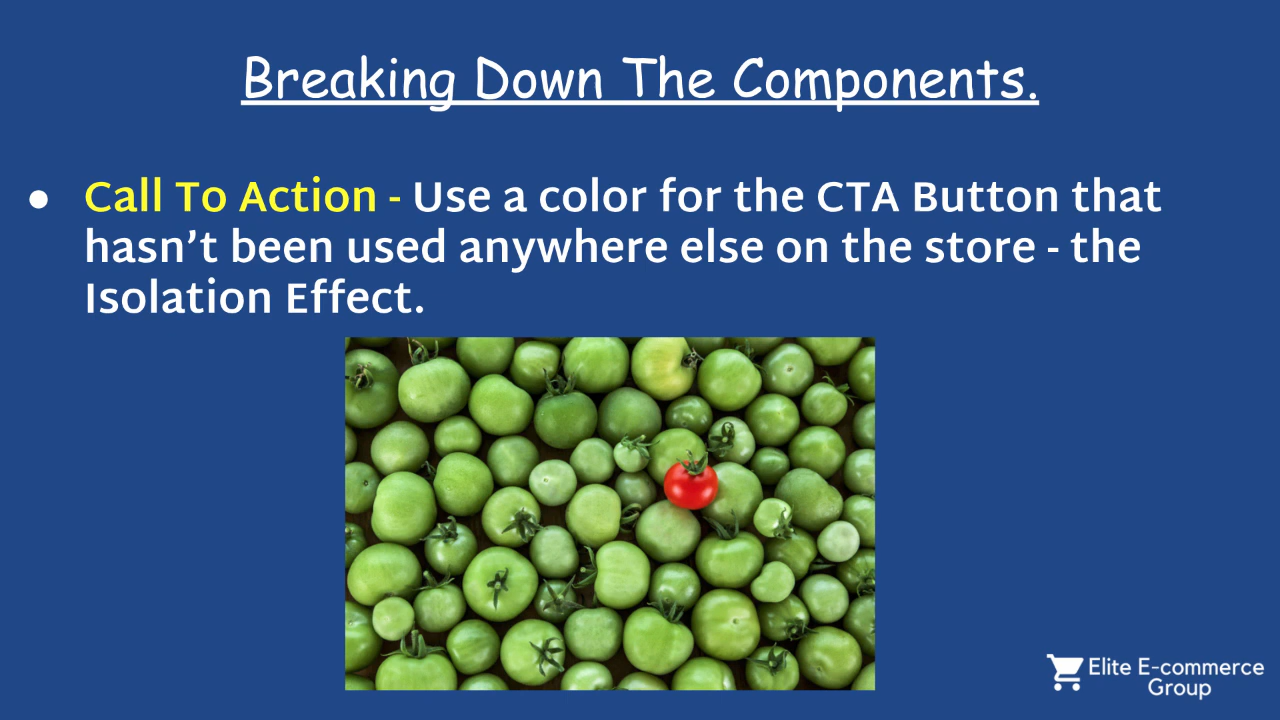 Breaking Down The Components.
● Call To Action - Use a color for the CTA Button that
hasn’t been used anywhere else on the store - the
Isolation Effect.
Elite E-commerce
Group